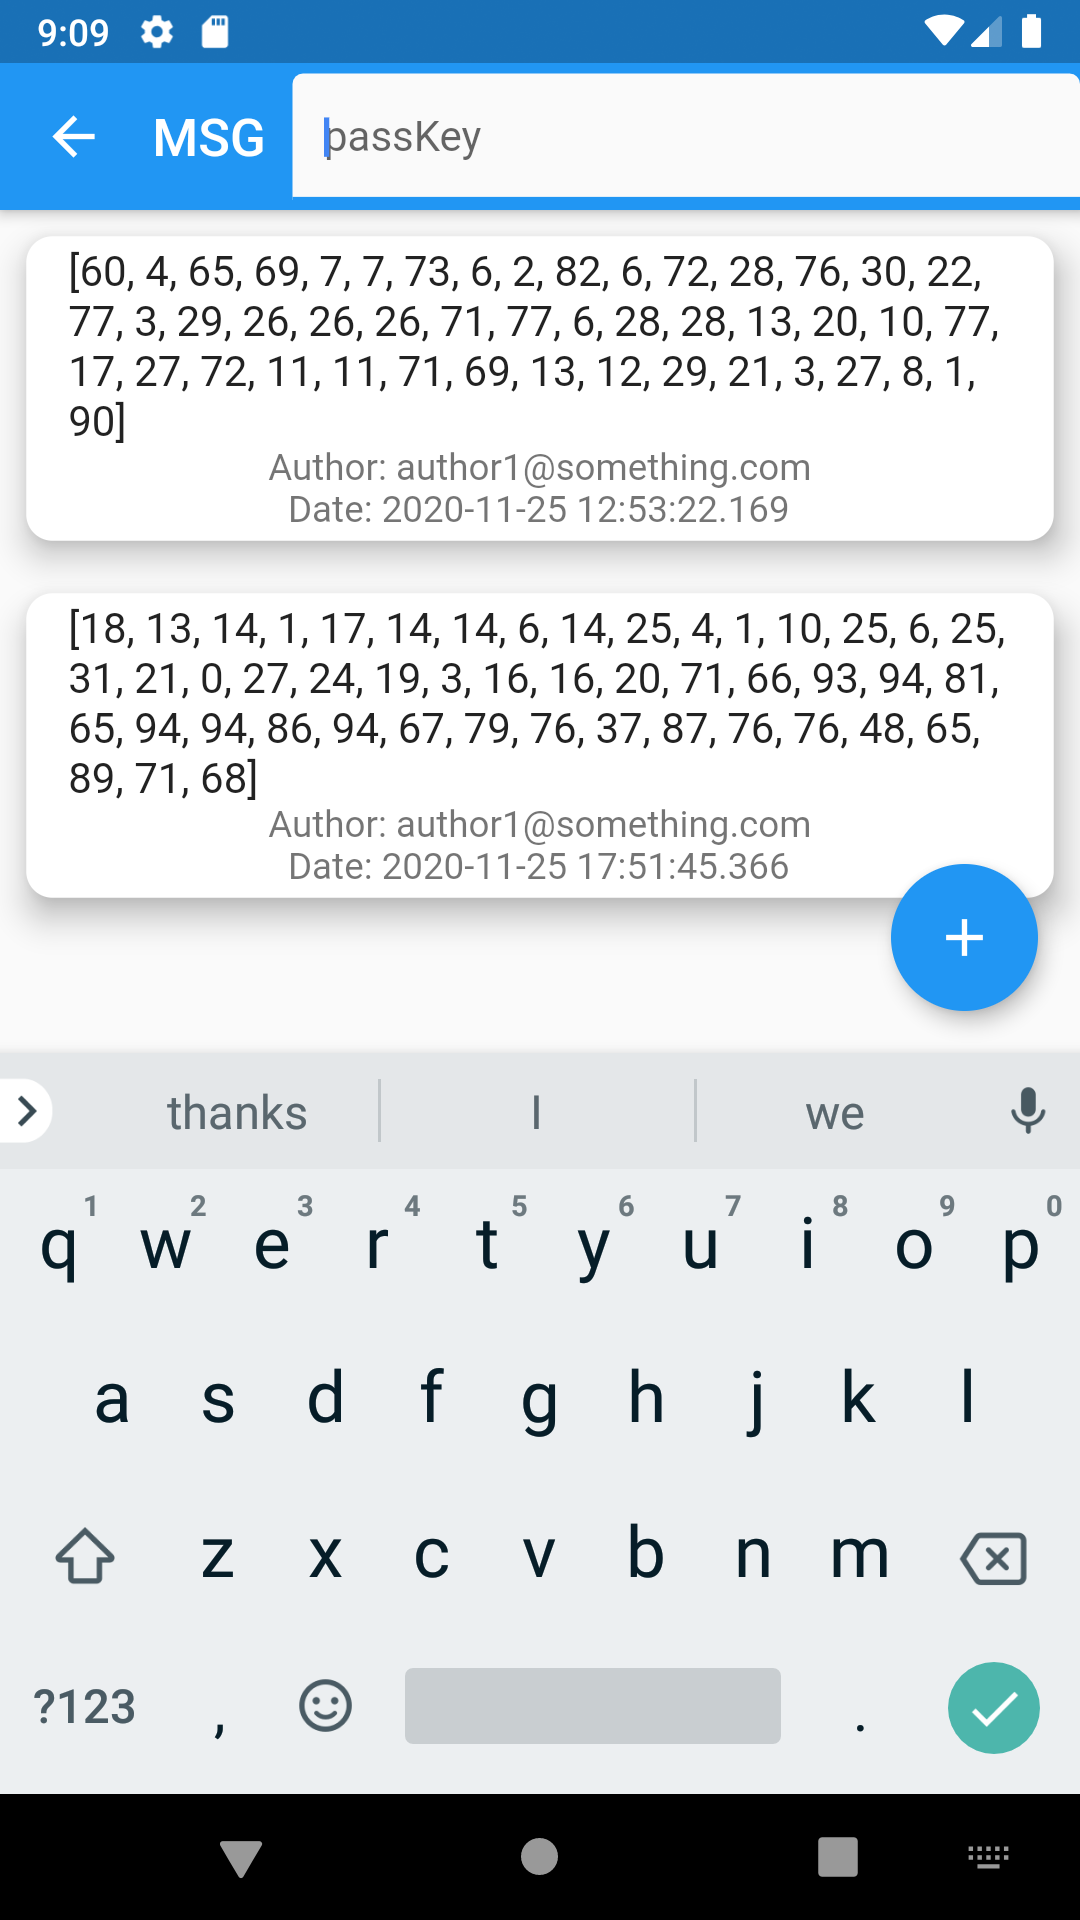 9:09
MSG
passKey
[60, 4, 65, 69, 7, 7, 73, 6, 2, 82, 6, 72, 28, 76, 30, 22,
77, 3, 29, 26, 26, 26, 71, 77, 6, 28, 28, 13, 20, 10, 77,
17, 27, 72, 11, 11, 71, 69, 13, 12, 29, 21, 3, 27, 8, 1,
90]
Author: author1@something.com
Date: 2020-11-25 12:53:22.169
[18, 13, 14, 1, 17, 14, 14, 6, 14, 25, 4, 1, 10, 25, 6, 25,
31, 21, 0, 27, 24, 19, 3, 16, 16, 20, 71, 66, 93, 94, 81,
65, 94, 94, 86, 94, 67, 79, 76, 37, 87, 76, 76, 48, 65,
89, 71, 68]
Author: author1@something.com
Date: 2020-11-25 17:51:45.366
thanks I we
1 2 3 4 5 6 7 8 9 0
q w e r t y u i o p
a s d f g h j k l
z x c v b n m
?123 , .